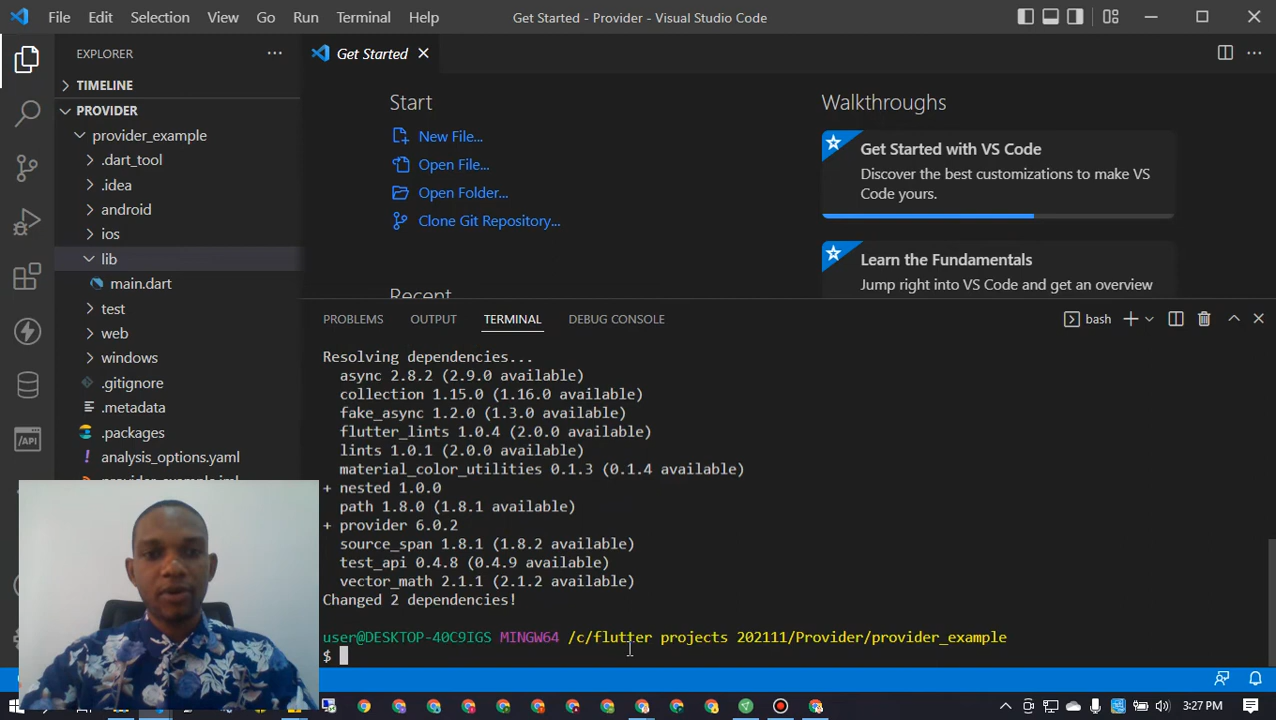 File Edit Selection View Go Run Terminal Help
Get Started - Provider - Visual Studio Code
EXPLORER
TIMELINE
PROVIDER
provider_example
.dart_tool
.idea
android
ios
lib
main.dart
test
web
windows
.gitignore
.metadata
.packages
analysis_options.yaml
Get Started
Start
New File...
Open File...
Open Folder...
Clone Git Repository...
Recent
Walkthroughs
Get Started with VS Code
Discover the best customizations to make VS
Code yours.
Learn the Fundamentals
Jump right into VS Code and get an overview
PROBLEMS OUTPUT TERMINAL DEBUG CONSOLE
bash
Resolving dependencies...
async 2.8.2 (2.9.0 available)
collection 1.15.0 (1.16.0 available)
fake_async 1.2.0 (1.3.0 available)
flutter_lints 1.0.4 (2.0.0 available)
lints 1.0.1 (2.0.0 available)
material_color_utilities 0.1.3 (0.1.4 available)
+ nested 1.0.0
path 1.8.0 (1.8.1 available)
+ provider 6.0.2
source_span 1.8.1 (1.8.2 available)
test_api 0.4.8 (0.4.9 available)
vector_math 2.1.1 (2.1.2 available)
Changed 2 dependencies!
user@DESKTOP-40C9IGS MINGW64 /c/flutter projects 202111/Provider/provider_example
$
3:27 PM